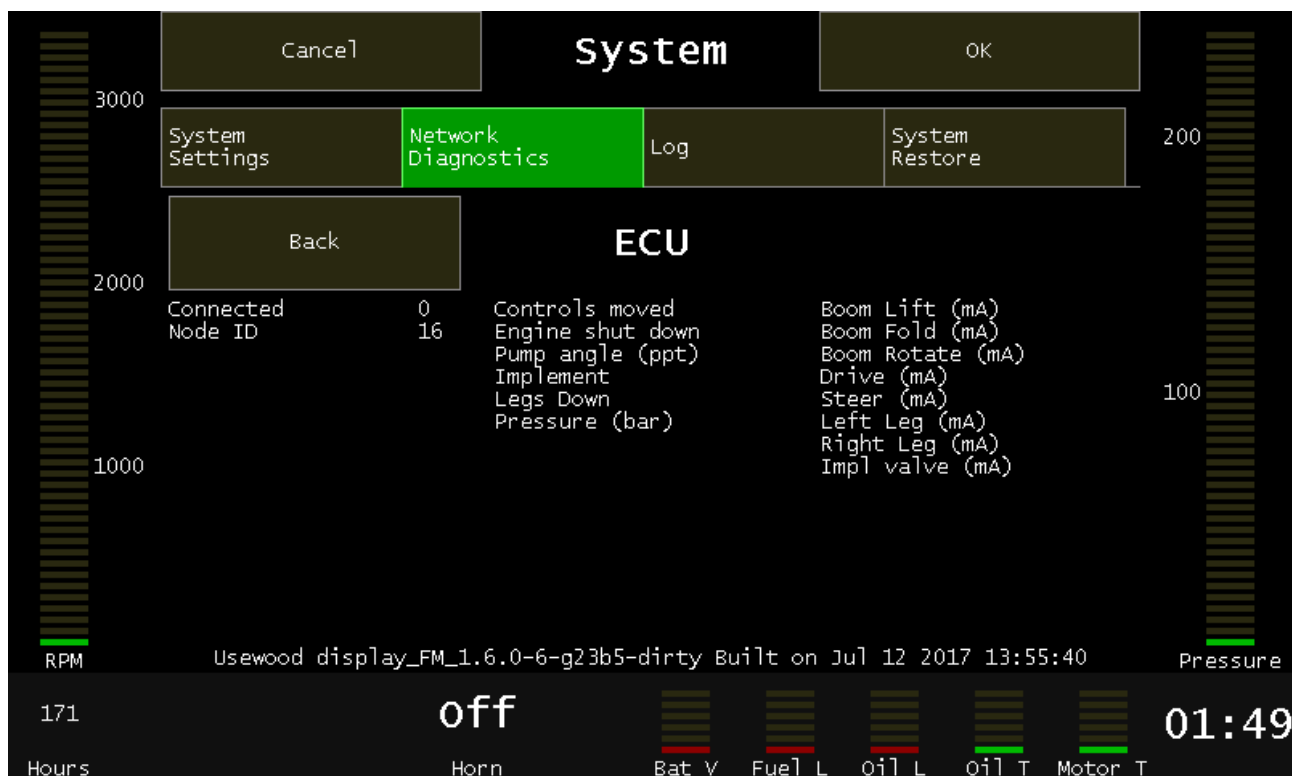 Cancel System OK
3000
System Settings
Network Diagnostics
Log
System Restore
200
Back ECU
2000
Connected 0
Node ID 16
Controls moved
Engine shut down
Pump angle (ppt)
Implement
Legs Down
Pressure (bar)
Boom Lift (mA)
Boom Fold (mA)
Boom Rotate (mA)
Drive (mA)
Steer (mA)
Left Leg (mA)
Right Leg (mA)
Impl valve (mA)
100
1000
RPM
Usewood display_FM_1.6.0-6-g23b5-dirty Built on Jul 12 2017 13:55:40
Pressure
171 Off 01:49
Hours Horn Bat V Fuel L Oil L Oil T Motor T